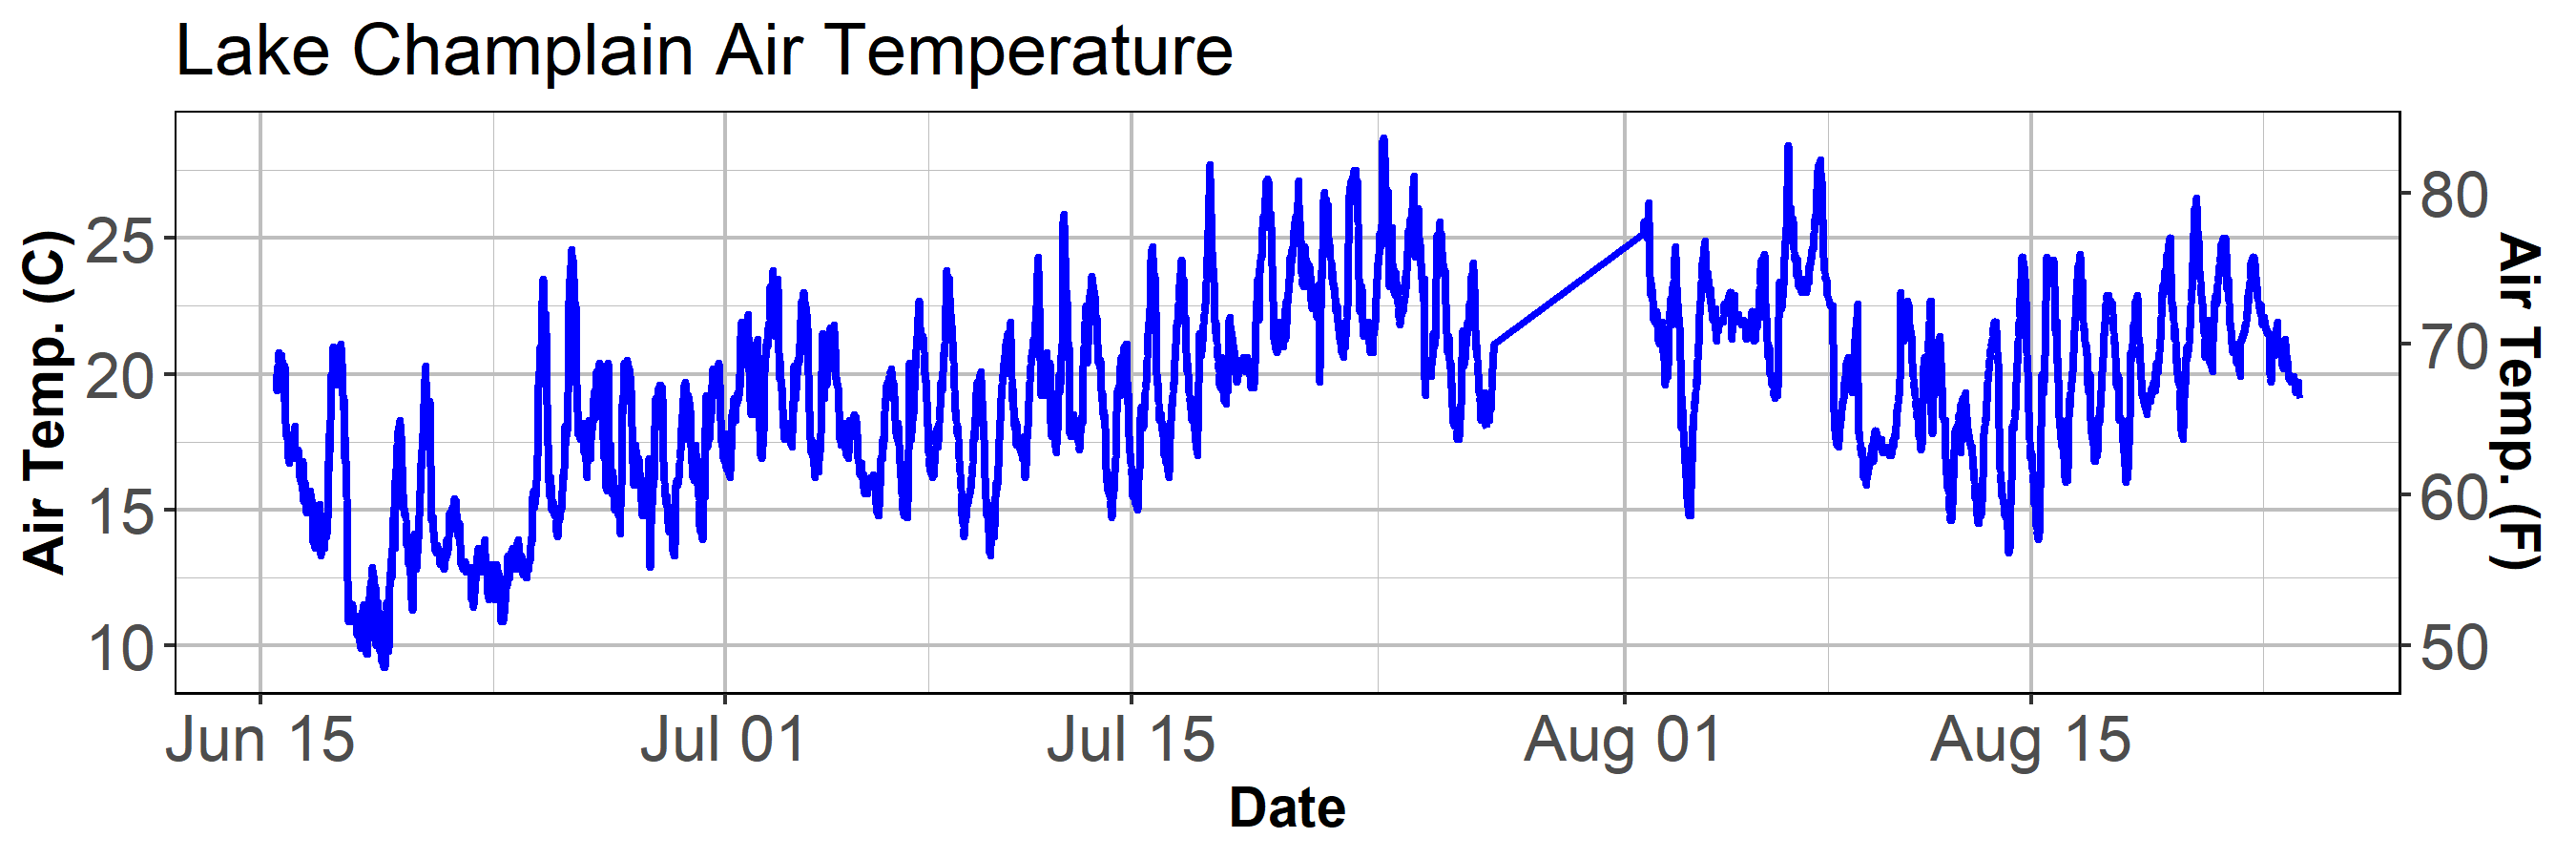 Lake Champlain Air Temperature
Air Temp. (C)
25
20
15
10
80
70
60
50
Air Temp. (F)
Jun 15
Jul 01
Jul 15
Aug 01
Aug 15
Date